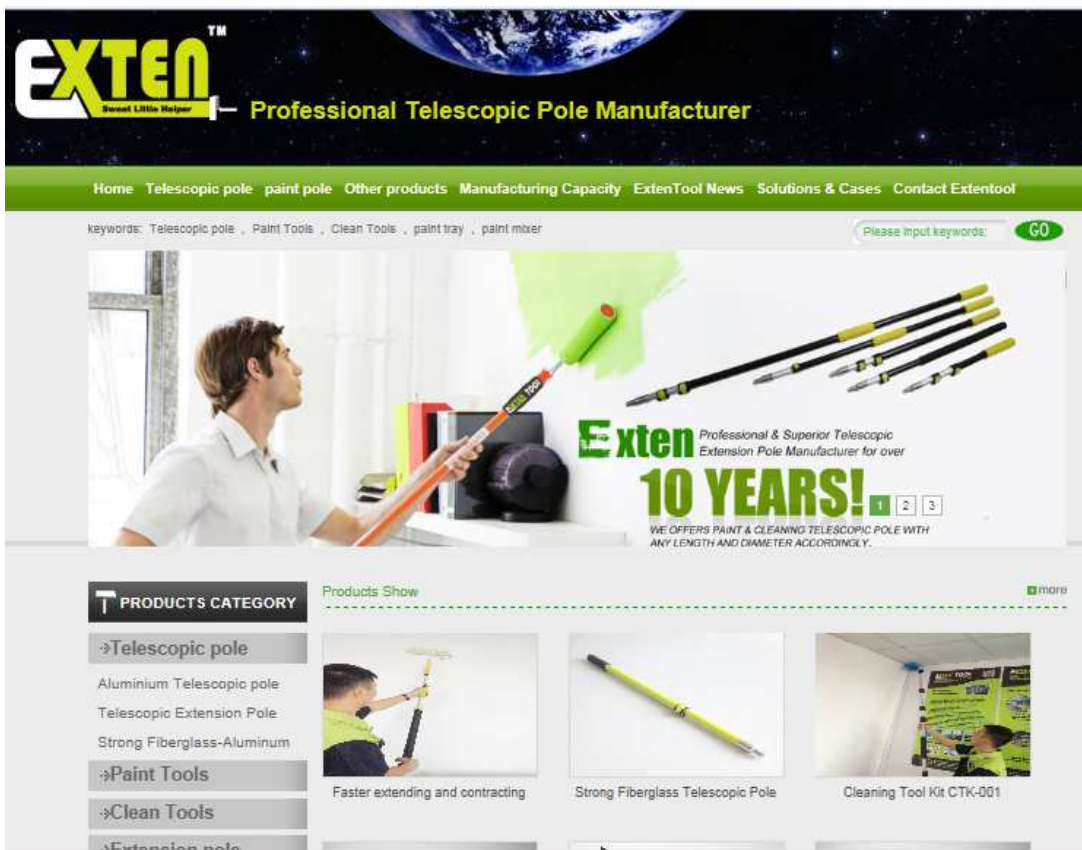 EXTEN™
Sweet Little Helper
Professional Telescopic Pole Manufacturer
Home Telescopic pole paint pole Other products Manufacturing Capacity ExtenTool News Solutions & Cases Contact Extentool
keywords: Telescopic pole , Paint Tools , Clean Tools , paint tray , paint mixer
Please input keywords:
GO
EXTEN TOOL
Exten
Professional & Superior Telescopic
Extension Pole Manufacturer for over
10 YEARS!
1 2 3
WE OFFERS PAINT & CLEANING TELESCOPIC POLE WITH
ANY LENGTH AND DIAMETER ACCORDINGLY.
PRODUCTS CATEGORY
Telescopic pole
Aluminium Telescopic pole
Telescopic Extension Pole
Strong Fiberglass-Aluminum
Paint Tools
Clean Tools
Extension pole
Products Show
more
Faster extending and contracting
Strong Fiberglass Telescopic Pole
Cleaning Tool Kit CTK-001